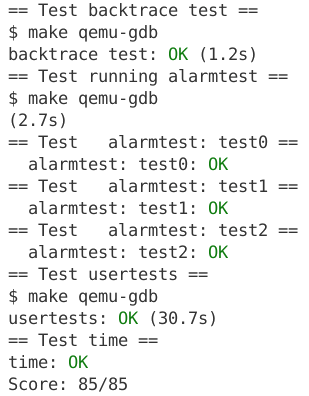 == Test backtrace test ==
$ make qemu-gdb
backtrace test: OK (1.2s)
== Test running alarmtest ==
$ make qemu-gdb
(2.7s)
== Test   alarmtest: test0 ==
  alarmtest: test0: OK
== Test   alarmtest: test1 ==
  alarmtest: test1: OK
== Test   alarmtest: test2 ==
  alarmtest: test2: OK
== Test usertests ==
$ make qemu-gdb
usertests: OK (30.7s)
== Test time ==
time: OK
Score: 85/85